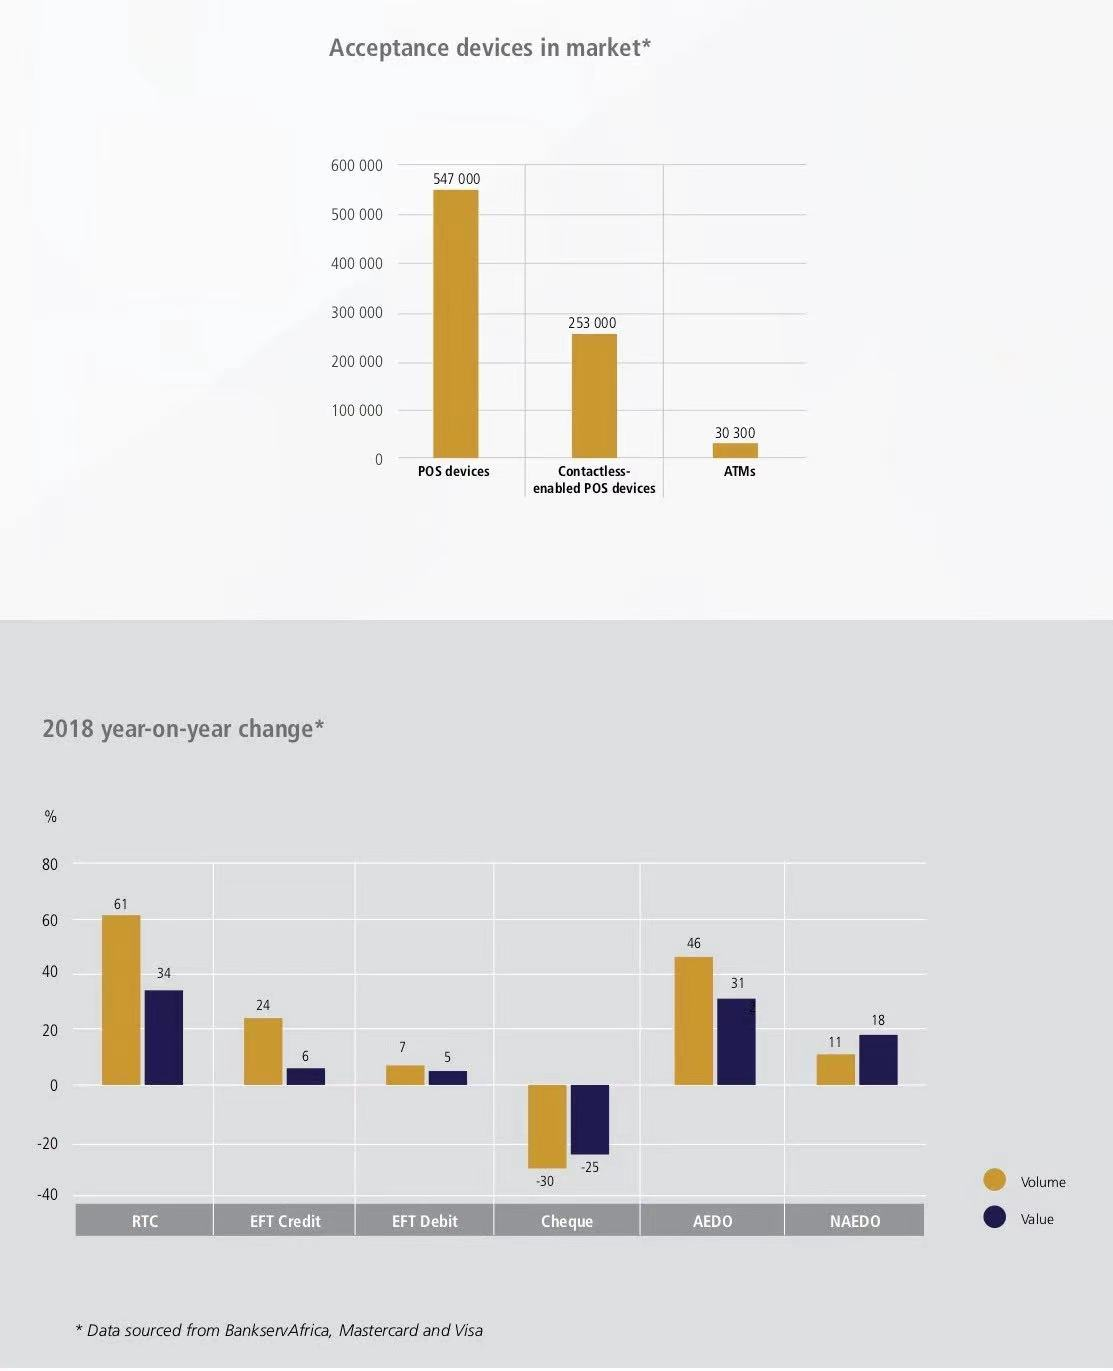 Acceptance devices in market*
600 000
500 000
400 000
300 000
200 000
100 000
0
547 000
253 000
30 300
POS devices
Contactless-
enabled POS devices
ATMs
2018 year-on-year change*
%
80
60
40
20
0
-20
-40
61
34
24
6
7
5
-30
-25
46
31
11
18
RTC
EFT Credit
EFT Debit
Cheque
AEDO
NAEDO
Volume
Value
* Data sourced from BankservAfrica, Mastercard and Visa